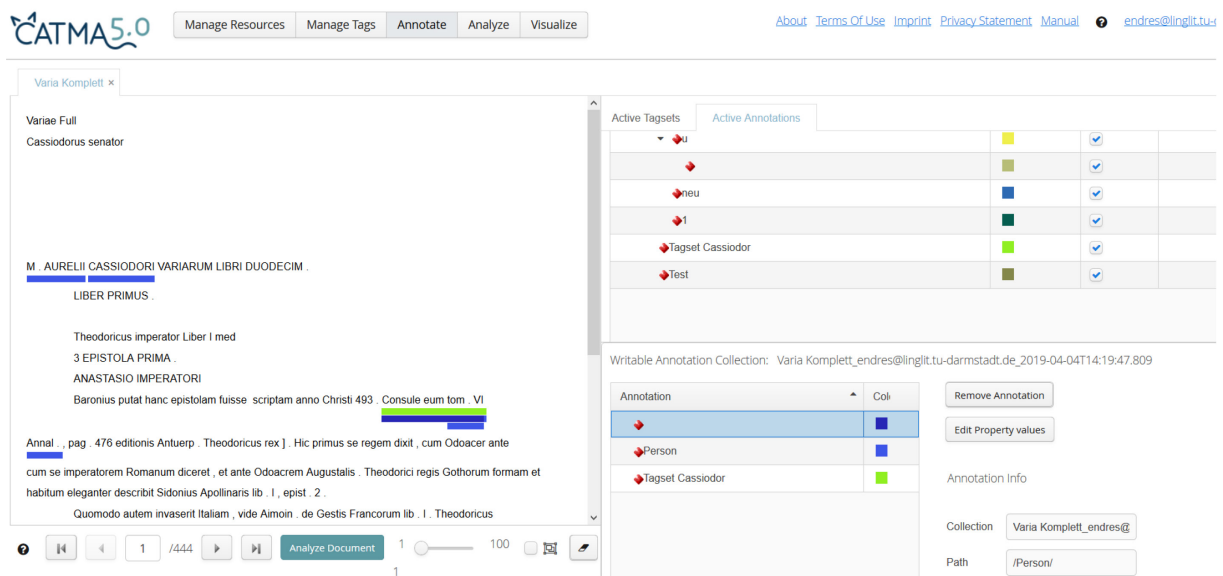 CATMA5.0
Manage Resources Manage Tags Annotate Analyze Visualize
About Terms Of Use Imprint Privacy Statement Manual ? endres@linglit.tu-
Varia Komplett ×
Variae Full
Cassiodorus senator
M . AURELII CASSIODORI VARIARUM LIBRI DUODECIM .
LIBER PRIMUS .
Theodoricus imperator Liber I med
3 EPISTOLA PRIMA .
ANASTASIO IMPERATORI
Baronius putat hanc epistolam fuisse scriptam anno Christi 493 . Consule eum tom . VI
Annal . , pag . 476 editionis Antuerp . Theodoricus rex ] . Hic primus se regem dixit , cum Odoacer ante
cum se imperatorem Romanum diceret , et ante Odoacrem Augustalis . Theodorici regis Gothorum formam et
habitum eleganter describit Sidonius Apollinaris lib . I , epist . 2 .
Quomodo autem invaserit Italiam , vide Aimoin . de Gestis Francorum lib . I . Theodoricus
? 1 /444 Analyze Document 1 100
1
Active Tagsets Active Annotations
u
neu
1
Tagset Cassiodor
Test
Writable Annotation Collection: Varia Komplett_endres@linglit.tu-darmstadt.de_2019-04-04T14:19:47.809
Annotation Col
Person
Tagset Cassiodor
Remove Annotation
Edit Property values
Annotation Info
Collection Varia Komplett_endres@
Path /Person/